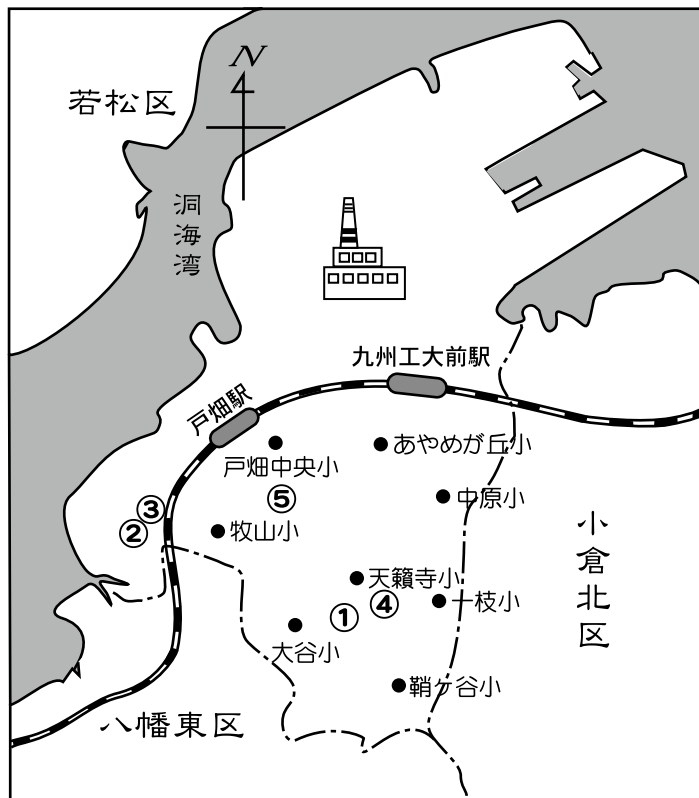 N
若松区
洞海湾
九州工大前駅
戸畑駅
戸畑中央小
あやめが丘小
⑤
中原小
③
②
牧山小
小倉北区
天籟寺小
④
一枝小
①
大谷小
鞘ヶ谷小
八幡東区